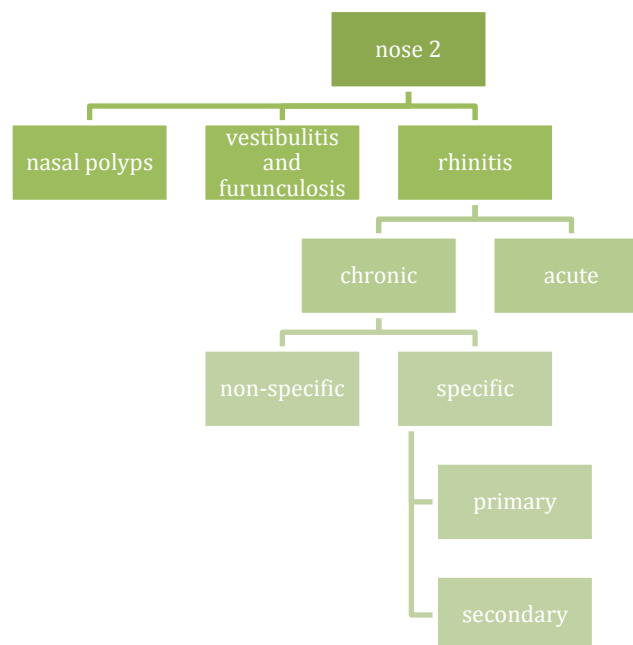 nose 2
nasal polyps
vestibulitis
and
furunculosis
rhinitis
chronic
acute
non-specific
specific
primary
secondary